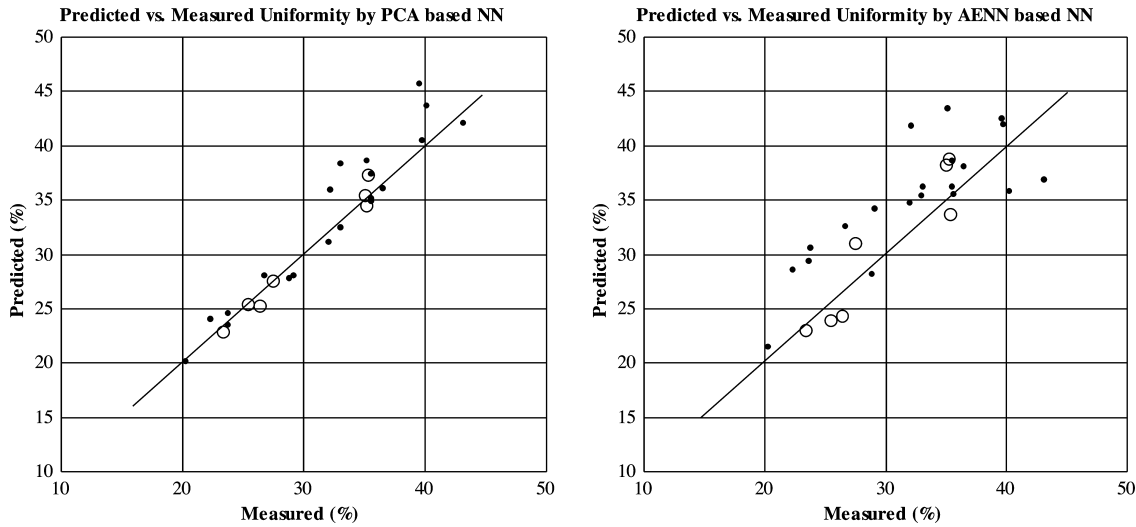 Predicted vs. Measured Uniformity by PCA based NN
50
45
40
35
30
25
20
15
10
Predicted (%)
10 20 30 40 50
Measured (%)
Predicted vs. Measured Uniformity by AENN based NN
50
45
40
35
30
25
20
15
10
Predicted (%)
10 20 30 40 50
Measured (%)